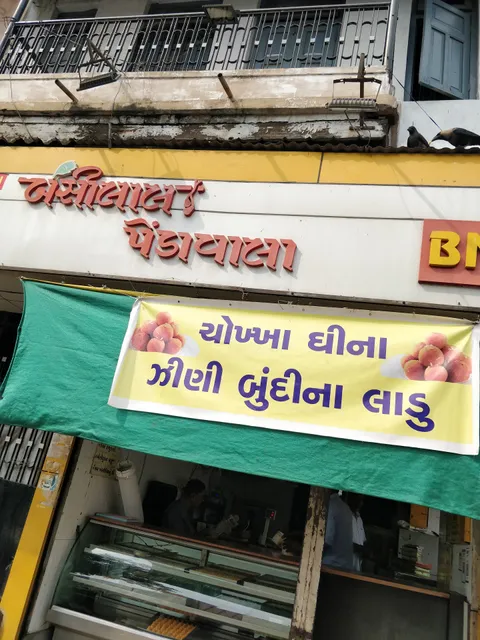 બંસીલાલ
પેંડાવાલા
BN
ચોખ્ખા ઘીના
ઝીણી બુંદીના લાડુ